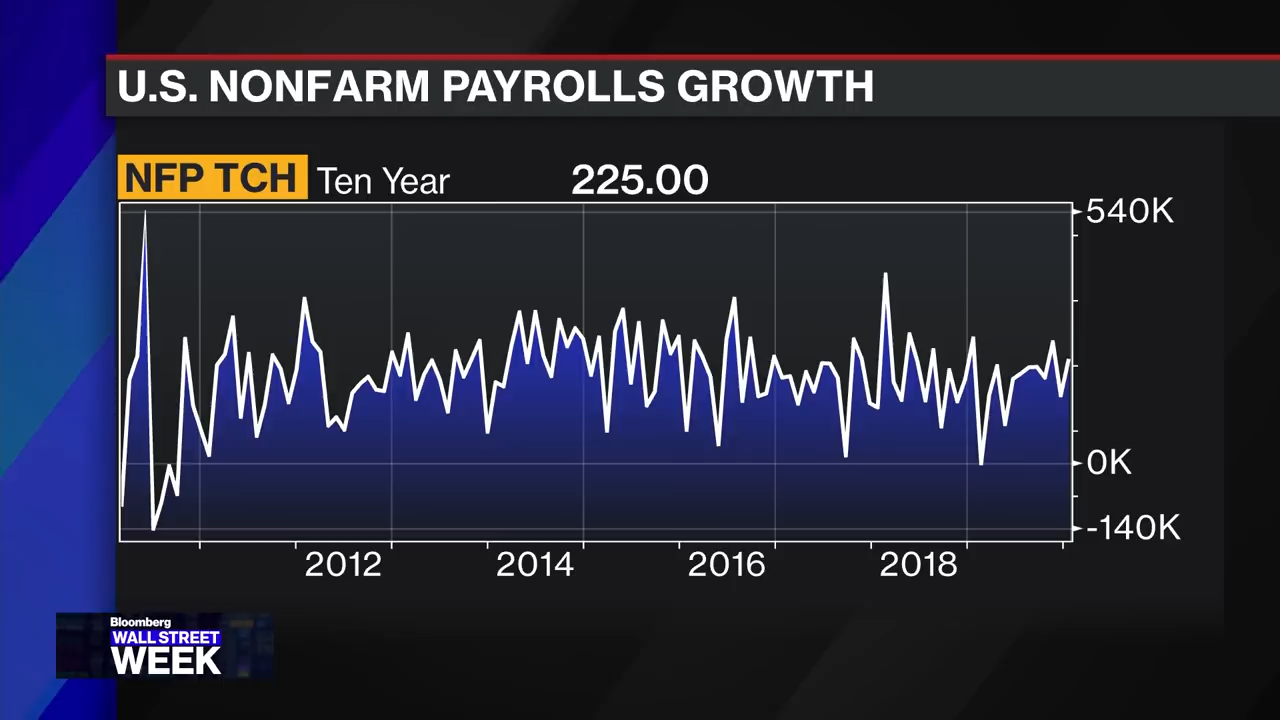 U.S. NONFARM PAYROLLS GROWTH
NFP TCH Ten Year 225.00
540K
0K
-140K
2012 2014 2016 2018
Bloomberg
WALL STREET
WEEK